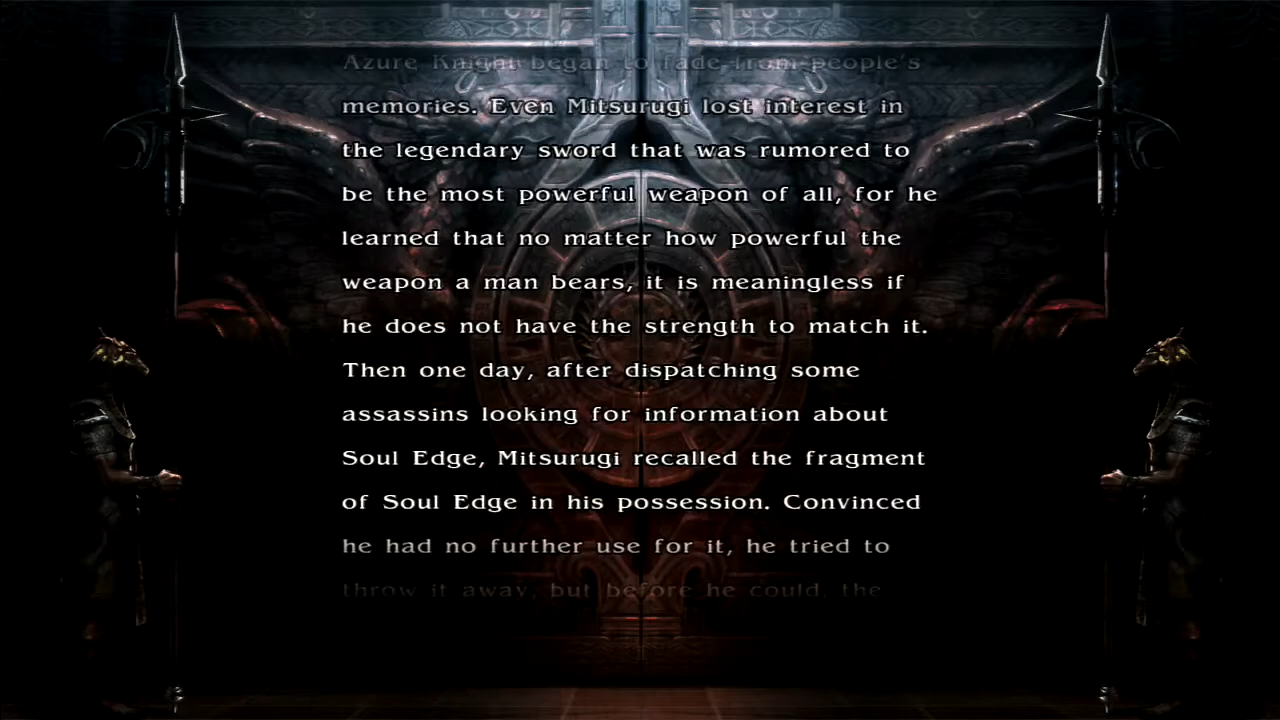 Azure Knight began to fade from people's
memories. Even Mitsurugi lost interest in
the legendary sword that was rumored to
be the most powerful weapon of all, for he
learned that no matter how powerful the
weapon a man bears, it is meaningless if
he does not have the strength to match it.
Then one day, after dispatching some
assassins looking for information about
Soul Edge, Mitsurugi recalled the fragment
of Soul Edge in his possession. Convinced
he had no further use for it, he tried to
throw it away, but before he could, the